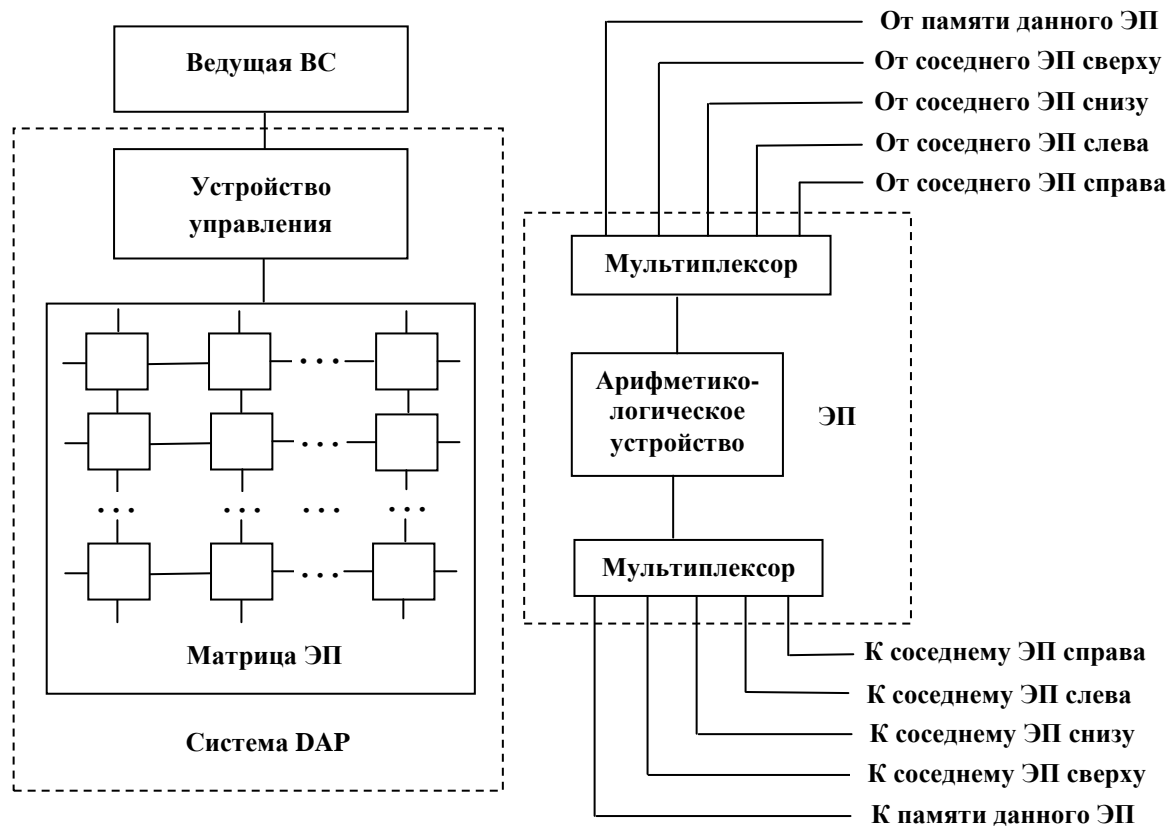 Ведущая ВС
Устройство
управления
Матрица ЭП
Система DAP
От памяти данного ЭП
От соседнего ЭП сверху
От соседнего ЭП снизу
От соседнего ЭП слева
От соседнего ЭП справа
Мультиплексор
Арифметико-
логическое
устройство
ЭП
Мультиплексор
К соседнему ЭП справа
К соседнему ЭП слева
К соседнему ЭП снизу
К соседнему ЭП сверху
К памяти данного ЭП